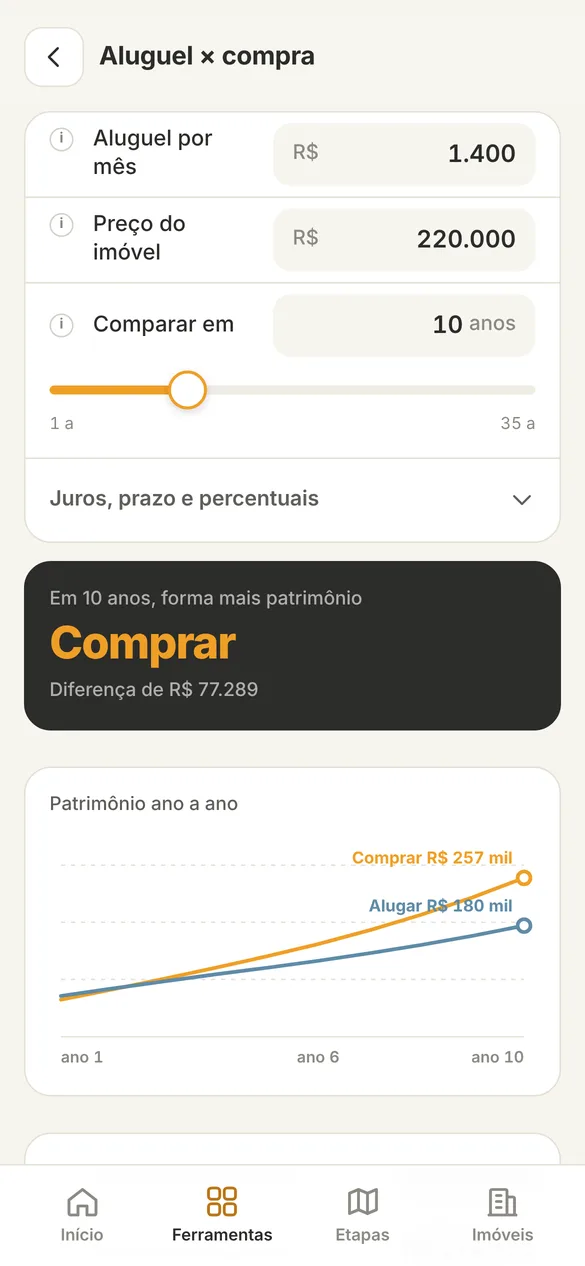 Aluguel × compra
i Aluguel por
mês
R$ 1.400
i Preço do
imóvel
R$ 220.000
i Comparar em
10 anos
1 a 35 a
Juros, prazo e percentuais
Em 10 anos, forma mais patrimônio
Comprar
Diferença de R$ 77.289
Patrimônio ano a ano
Comprar R$ 257 mil
Alugar R$ 180 mil
ano 1 ano 6 ano 10
Início Ferramentas Etapas Imóveis